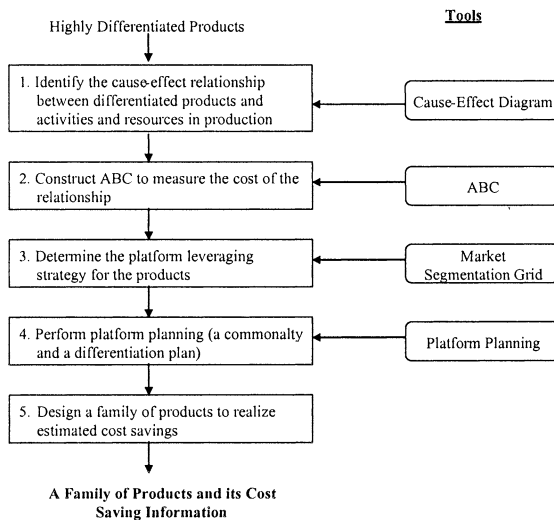 Tools
Highly Differentiated Products
1. Identify the cause-effect relationship
between differentiated products and
activities and resources in production
Cause-Effect Diagram
2. Construct ABC to measure the cost of the
relationship
ABC
3. Determine the platform leveraging
strategy for the products
Market
Segmentation Grid
4. Perform platform planning (a commonalty
and a differentiation plan)
Platform Planning
5. Design a family of products to realize
estimated cost savings
A Family of Products and its Cost
Saving Information